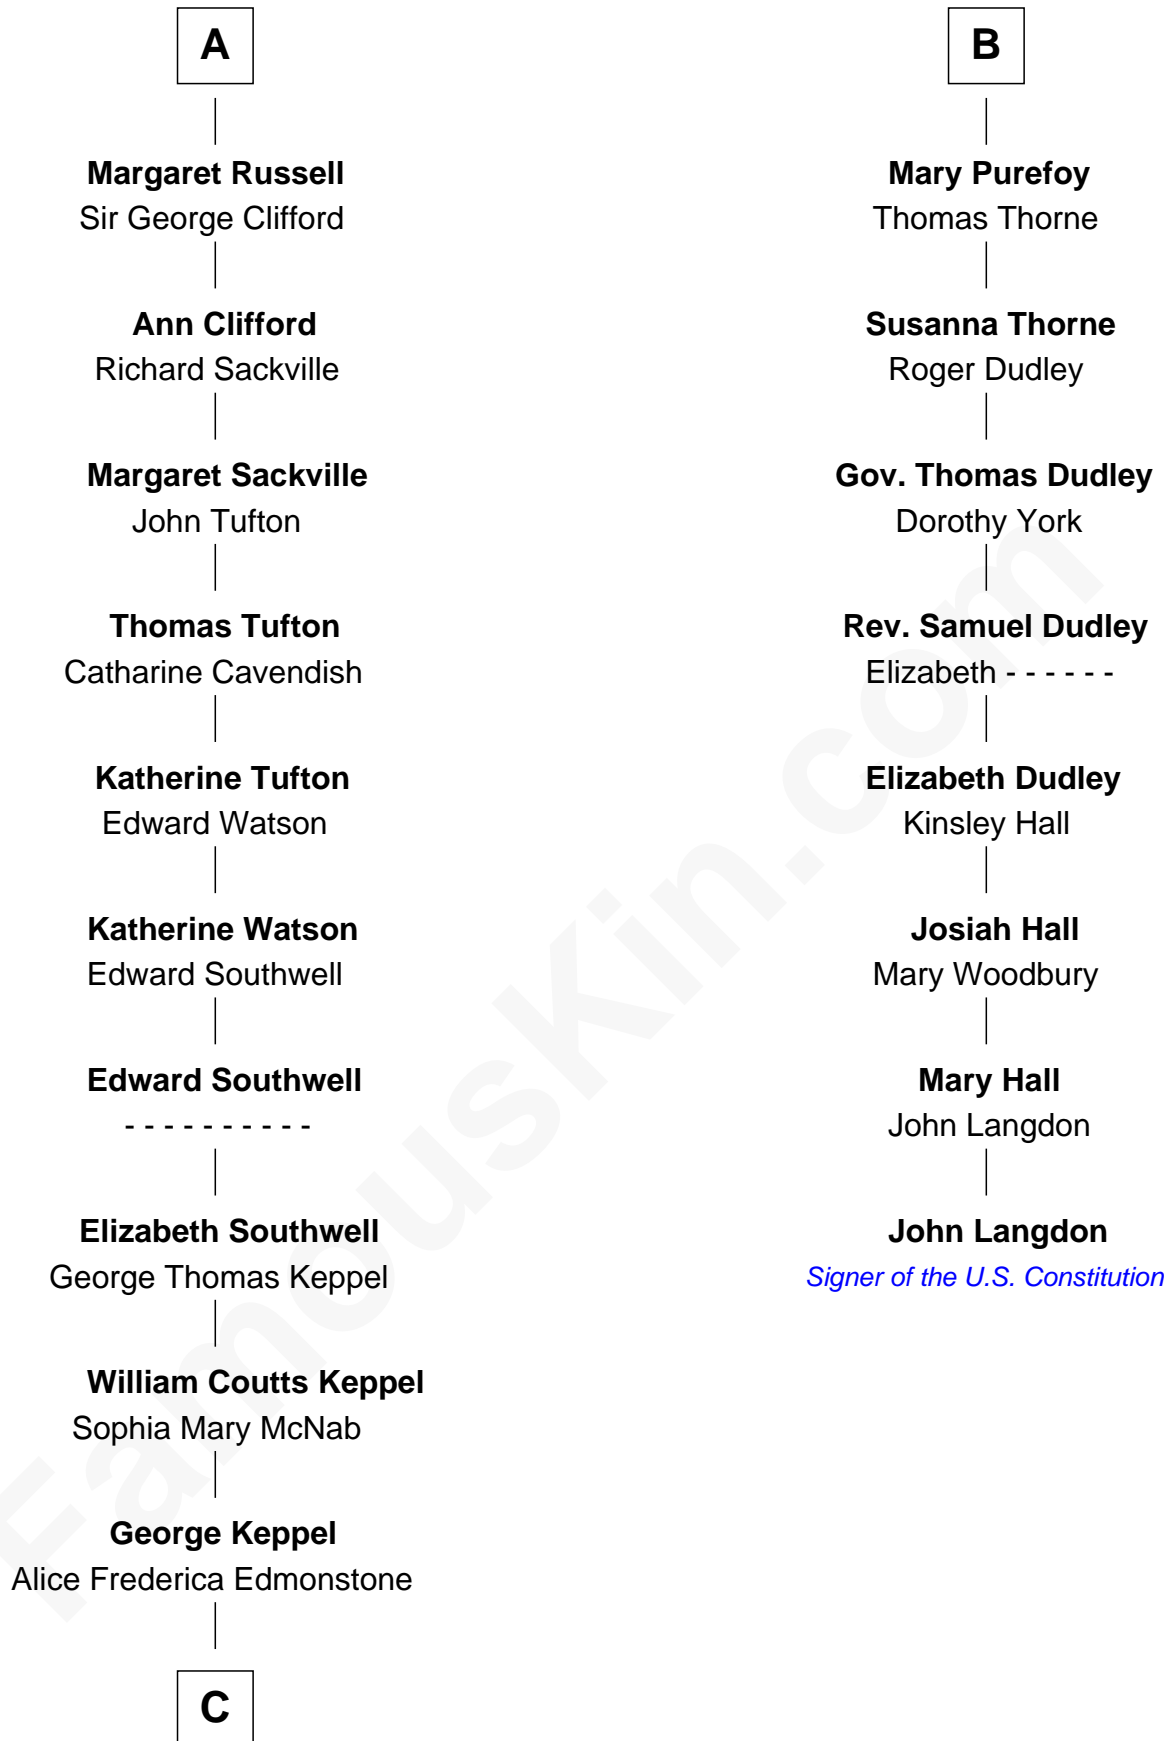 A
Margaret Russell
Sir George Clifford
Ann Clifford
Richard Sackville
Margaret Sackville
John Tufton
Thomas Tufton
Catharine Cavendish
Katherine Tufton
Edward Watson
Katherine Watson
Edward Southwell
Edward Southwell
- - - - - - - - - -
Elizabeth Southwell
George Thomas Keppel
William Coutts Keppel
Sophia Mary McNab
George Keppel
Alice Frederica Edmonstone
C
B
Mary Purefoy
Thomas Thorne
Susanna Thorne
Roger Dudley
Gov. Thomas Dudley
Dorothy York
Rev. Samuel Dudley
Elizabeth - - - - - -
Elizabeth Dudley
Kinsley Hall
Josiah Hall
Mary Woodbury
Mary Hall
John Langdon
John Langdon
Signer of the U.S. Constitution
FamousKin.com